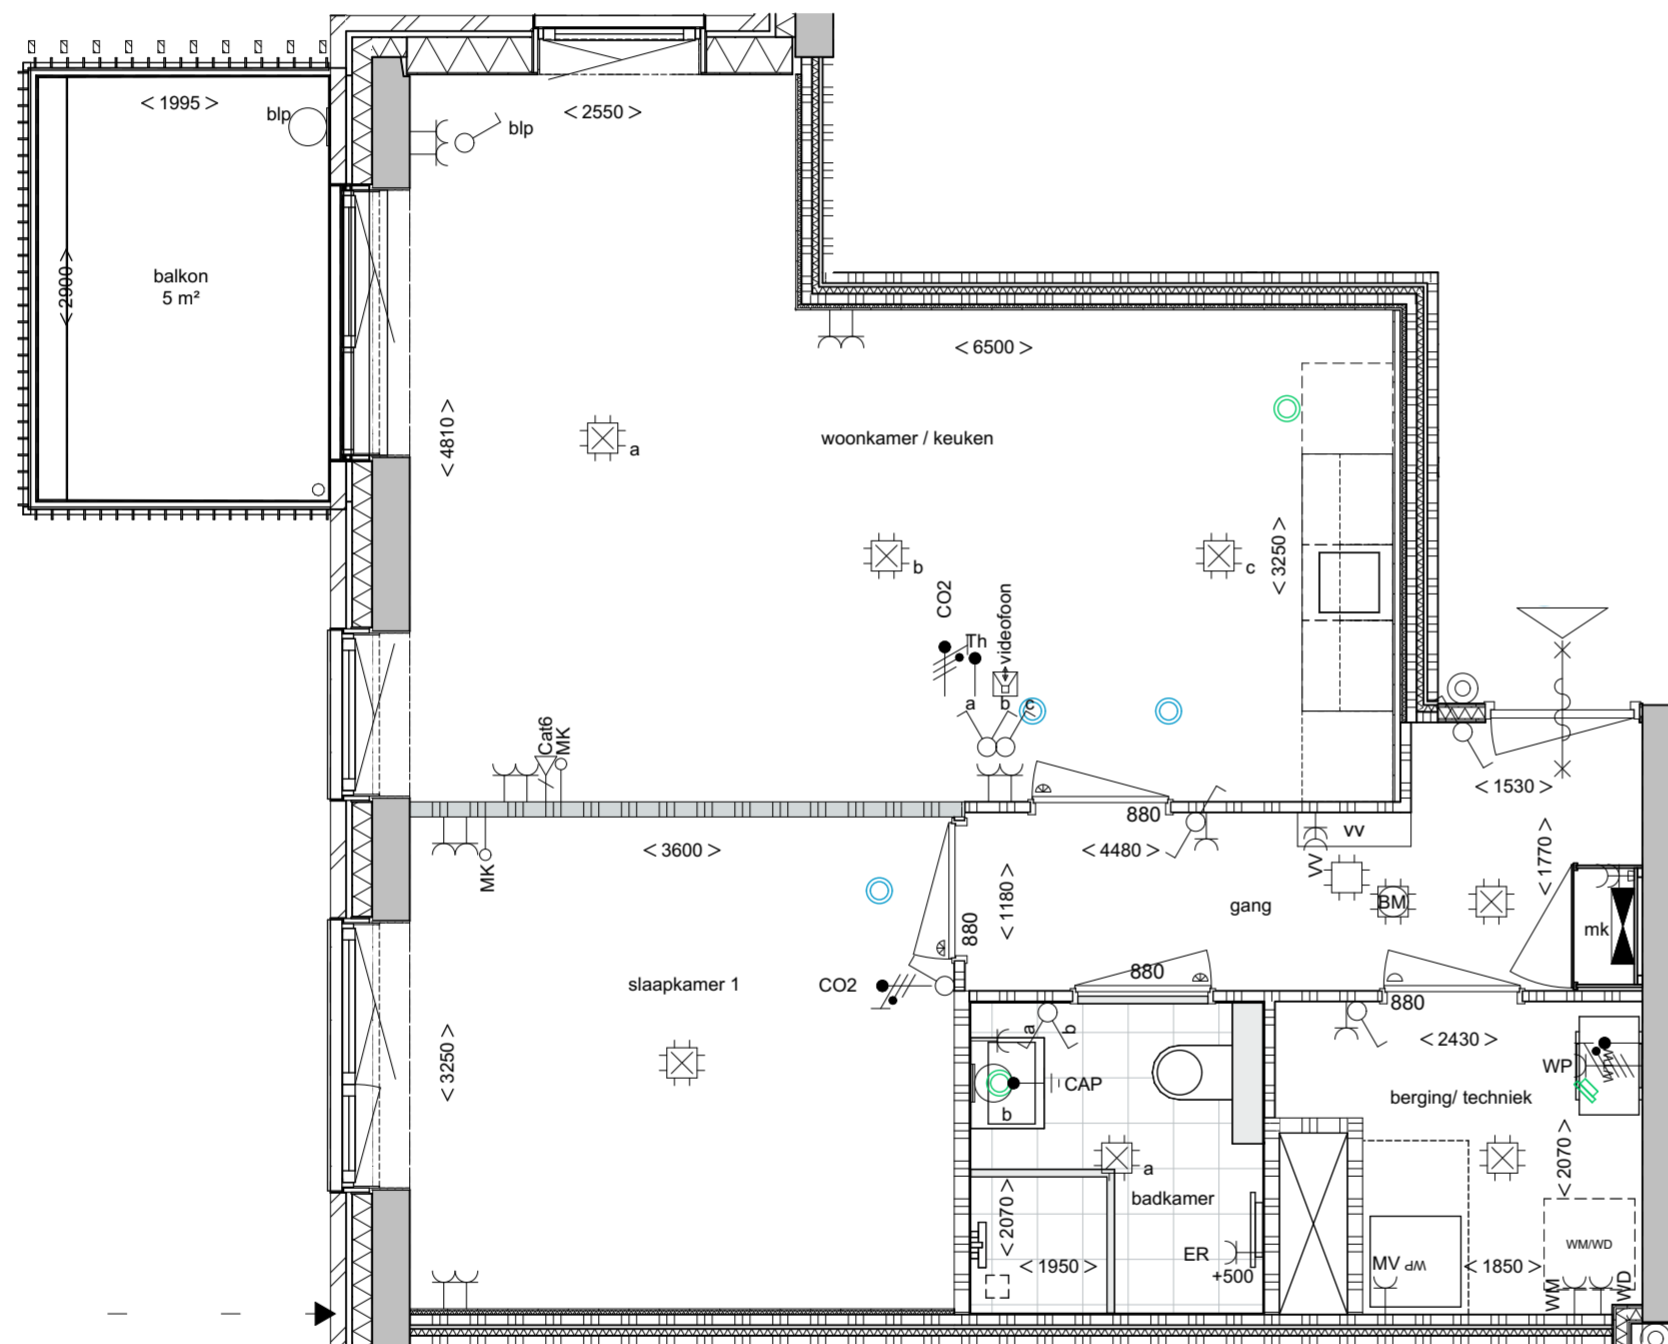 < 1995 >
blp
< 2900 >
balkon
5 m²
< 2550 >
blp
< 6500 >
< 4810 >
a
woonkamer / keuken
b
c
< 3250 >
CO2
Th
videofoon
a b c
Cat6
MK
880
< 1530 >
< 3600 >
MK
< 4480 >
VV
VV
< 1770 >
880
< 1180 >
gang
BM
mk
slaapkamer 1
CO2
880
880
< 3250 >
a b
< 2430 >
CAP
b
WP
WTW
berging/ techniek
< 2070 >
a
badkamer
< 2070 >
< 1950 >
ER
+500
MV
WP
< 1850 >
WM/WD
WM
WD